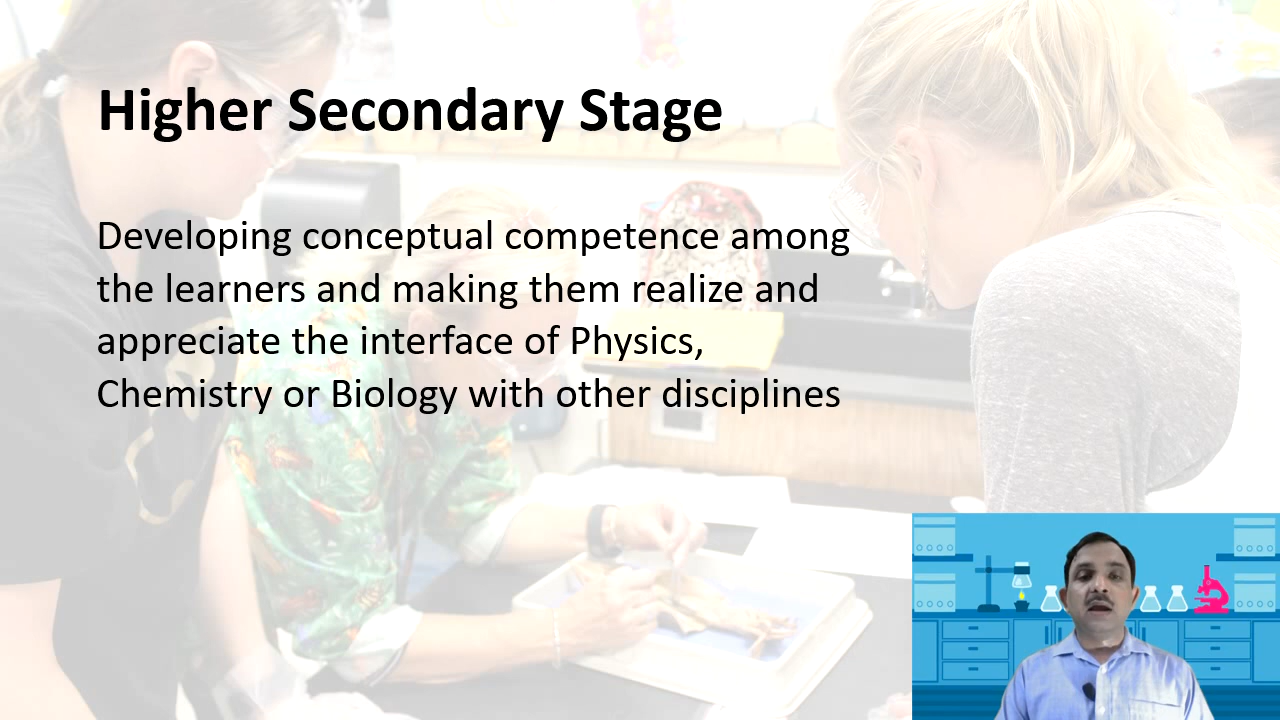 Higher Secondary Stage
Developing conceptual competence among
the learners and making them realize and
appreciate the interface of Physics,
Chemistry or Biology with other disciplines